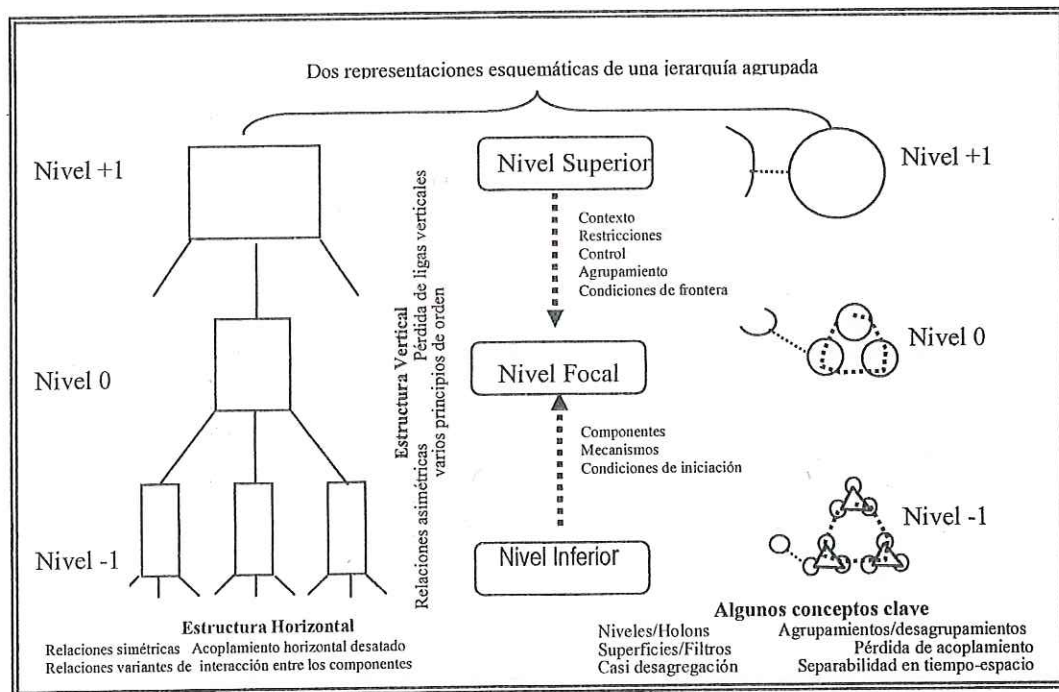 Dos representaciones esquemáticas de una jerarquía agrupada
Nivel +1
Nivel 0
Nivel -1
Estructura Vertical
Relaciones asimétricas Pérdida de ligas verticales
varios principios de orden
Nivel Superior
Contexto
Restricciones
Control
Agrupamiento
Condiciones de frontera
Nivel Focal
Componentes
Mecanismos
Condiciones de iniciación
Nivel Inferior
Nivel +1
Nivel 0
Nivel -1
Estructura Horizontal
Relaciones simétricas Acoplamiento horizontal desatado
Relaciones variantes de interacción entre los componentes
Algunos conceptos clave
Niveles/Holons Agrupamientos/desagrupamientos
Superficies/Filtros Pérdida de acoplamiento
Casi desagregación Separabilidad en tiempo-espacio